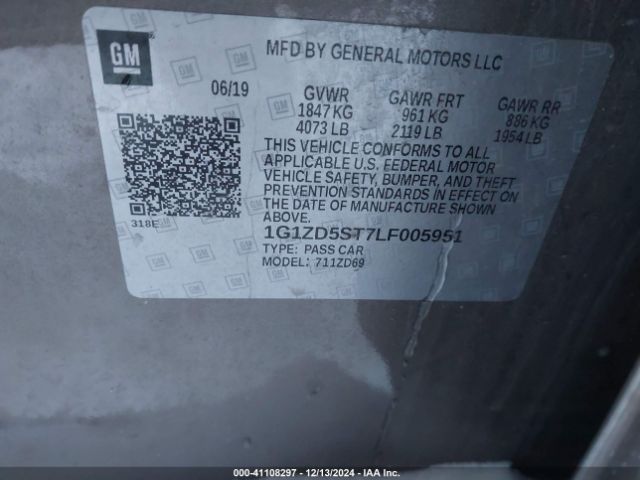 GM
MFD BY GENERAL MOTORS LLC
06/19
GVWR
1847 KG
4073 LB
GAWR FRT
961 KG
2119 LB
GAWR RR
886 KG
1954 LB
THIS VEHICLE CONFORMS TO ALL
APPLICABLE U.S. FEDERAL MOTOR
VEHICLE SAFETY, BUMPER, AND THEFT
PREVENTION STANDARDS IN EFFECT ON
THE DATE OF MANUFACTURE SHOWN
ABOVE.
318E
1G1ZD5ST7LF005951
TYPE: PASS CAR
MODEL: 711ZD69
000-41108297 - 12/13/2024 - IAA Inc.